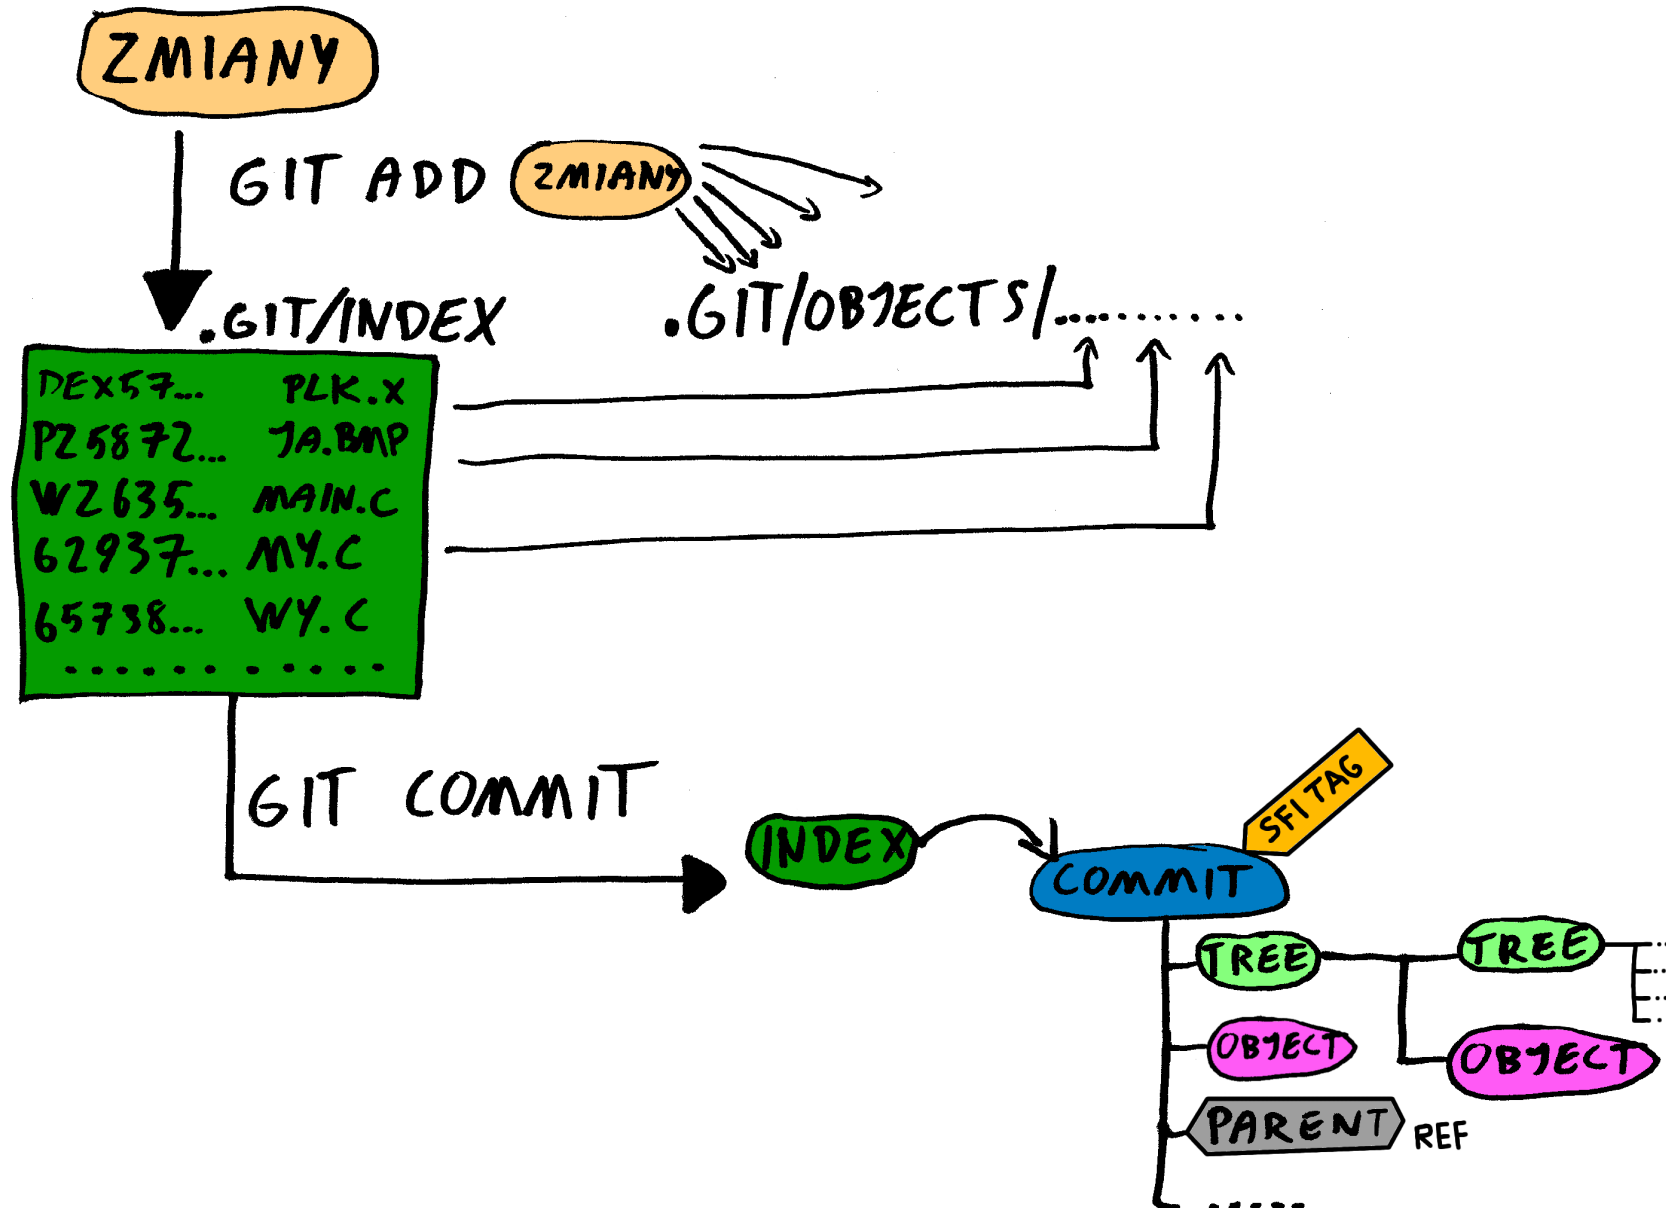 ZMIANY
GIT ADD ZMIANY
.GIT/INDEX
.GIT/OBJECTS/............
DEX57... PLK.X
PZ5872... JA.BMP
WZ635... MAIN.C
62937... MY.C
65738... WY.C
. . . . . . . . . . .
GIT COMMIT
INDEX
SFI TAG
COMMIT
TREE
TREE
OBJECT
OBJECT
PARENT REF